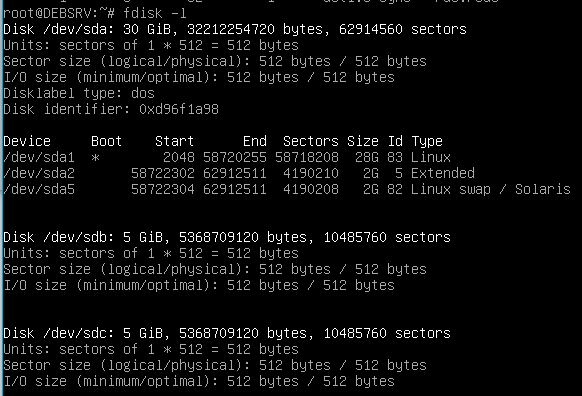 root@DEBSRV:~# fdisk -l
Disk /dev/sda: 30 GiB, 32212254720 bytes, 62914560 sectors
Units: sectors of 1 * 512 = 512 bytes
Sector size (logical/physical): 512 bytes / 512 bytes
I/O size (minimum/optimal): 512 bytes / 512 bytes
Disklabel type: dos
Disk identifier: 0xd96f1a98
Device     Boot    Start      End  Sectors Size Id Type
/dev/sda1  *        2048 58720255 58718208  28G 83 Linux
/dev/sda2       58722302 62912511  4190210   2G  5 Extended
/dev/sda5       58722304 62912511  4190208   2G 82 Linux swap / Solaris
Disk /dev/sdb: 5 GiB, 5368709120 bytes, 10485760 sectors
Units: sectors of 1 * 512 = 512 bytes
Sector size (logical/physical): 512 bytes / 512 bytes
I/O size (minimum/optimal): 512 bytes / 512 bytes
Disk /dev/sdc: 5 GiB, 5368709120 bytes, 10485760 sectors
Units: sectors of 1 * 512 = 512 bytes
Sector size (logical/physical): 512 bytes / 512 bytes
I/O size (minimum/optimal): 512 bytes / 512 bytes